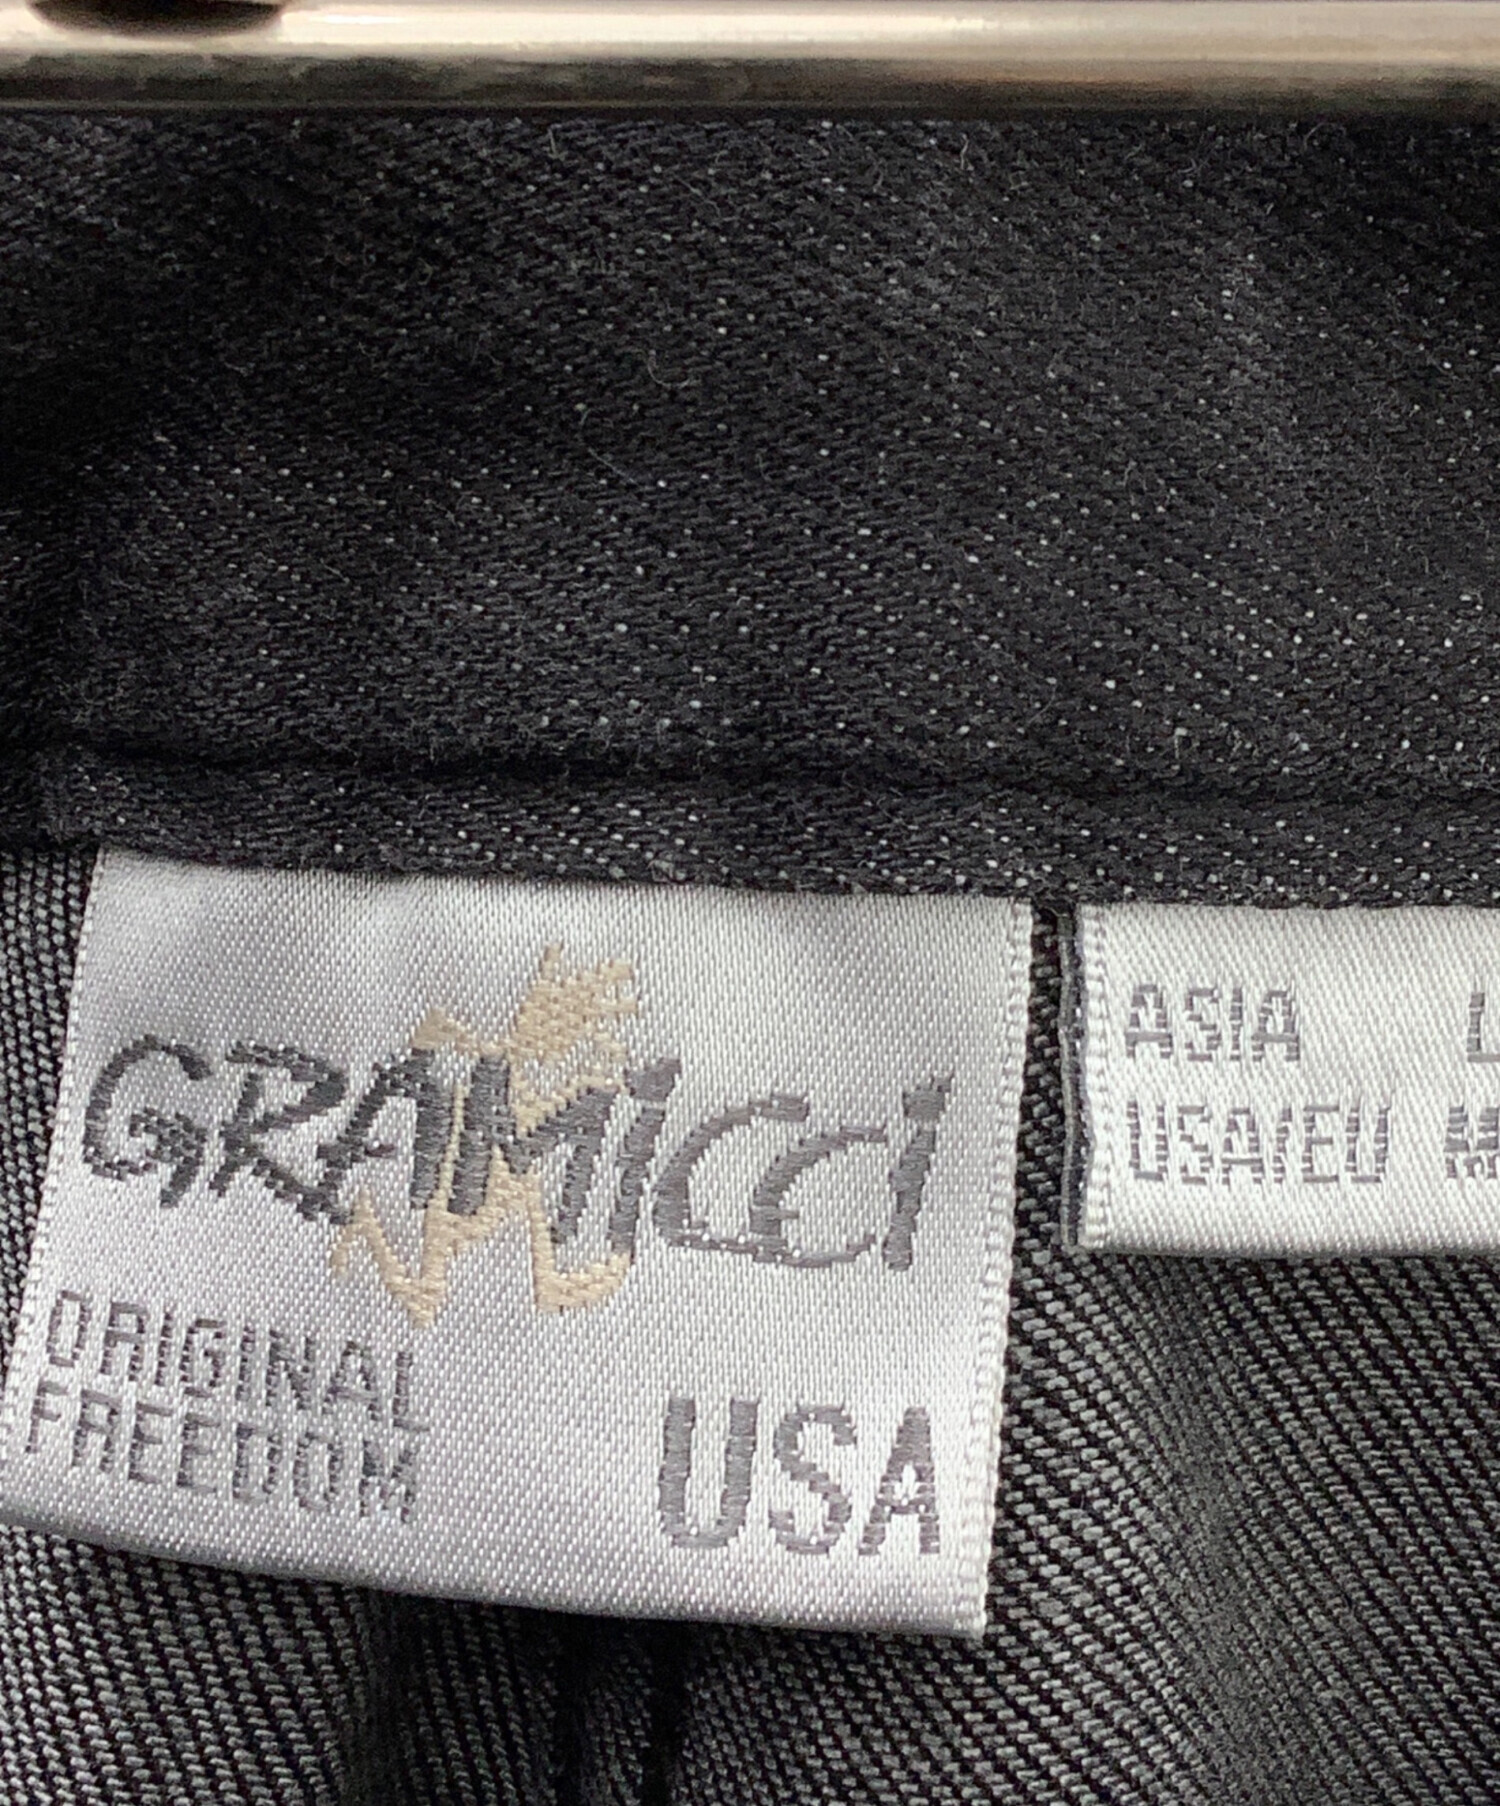 GRAMiCCi
ORIGINAL
FREEDOM
USA
ASIA L
USA/EU M